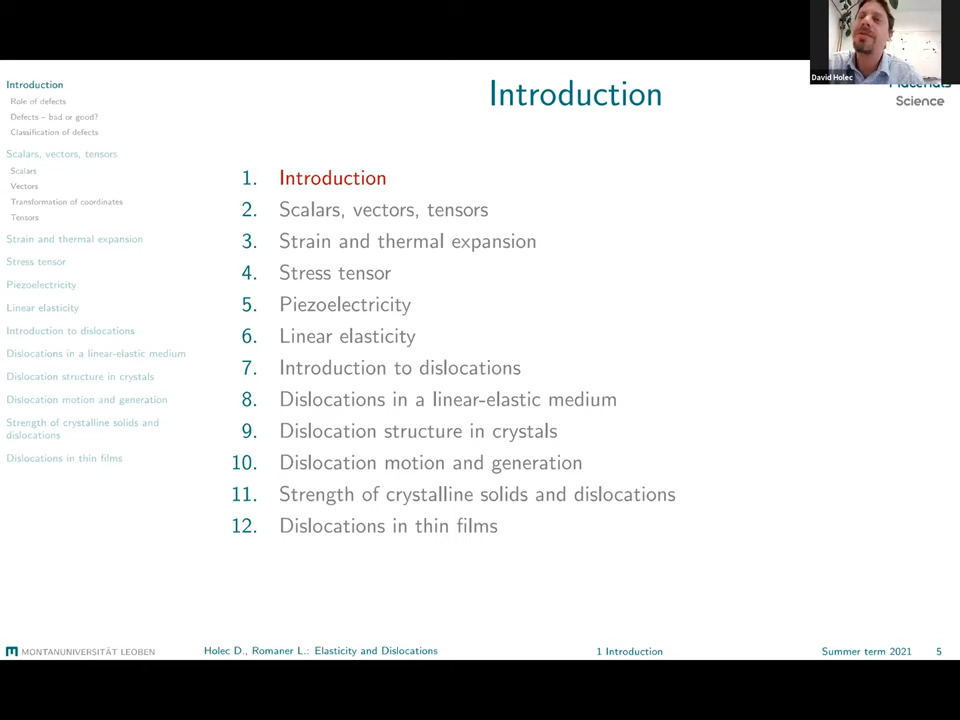 David Holec
Materials
Science
Introduction
Introduction
Role of defects
Defects – bad or good?
Classification of defects
Scalars, vectors, tensors
Scalars
Vectors
Transformation of coordinates
Tensors
Strain and thermal expansion
Stress tensor
Piezoelectricity
Linear elasticity
Introduction to dislocations
Dislocations in a linear-elastic medium
Dislocation structure in crystals
Dislocation motion and generation
Strength of crystalline solids and
dislocations
Dislocations in thin films
1. Introduction
2. Scalars, vectors, tensors
3. Strain and thermal expansion
4. Stress tensor
5. Piezoelectricity
6. Linear elasticity
7. Introduction to dislocations
8. Dislocations in a linear-elastic medium
9. Dislocation structure in crystals
10. Dislocation motion and generation
11. Strength of crystalline solids and dislocations
12. Dislocations in thin films
MONTANUNIVERSITÄT LEOBEN
Holec D., Romaner L.: Elasticity and Dislocations
1 Introduction
Summer term 2021
5